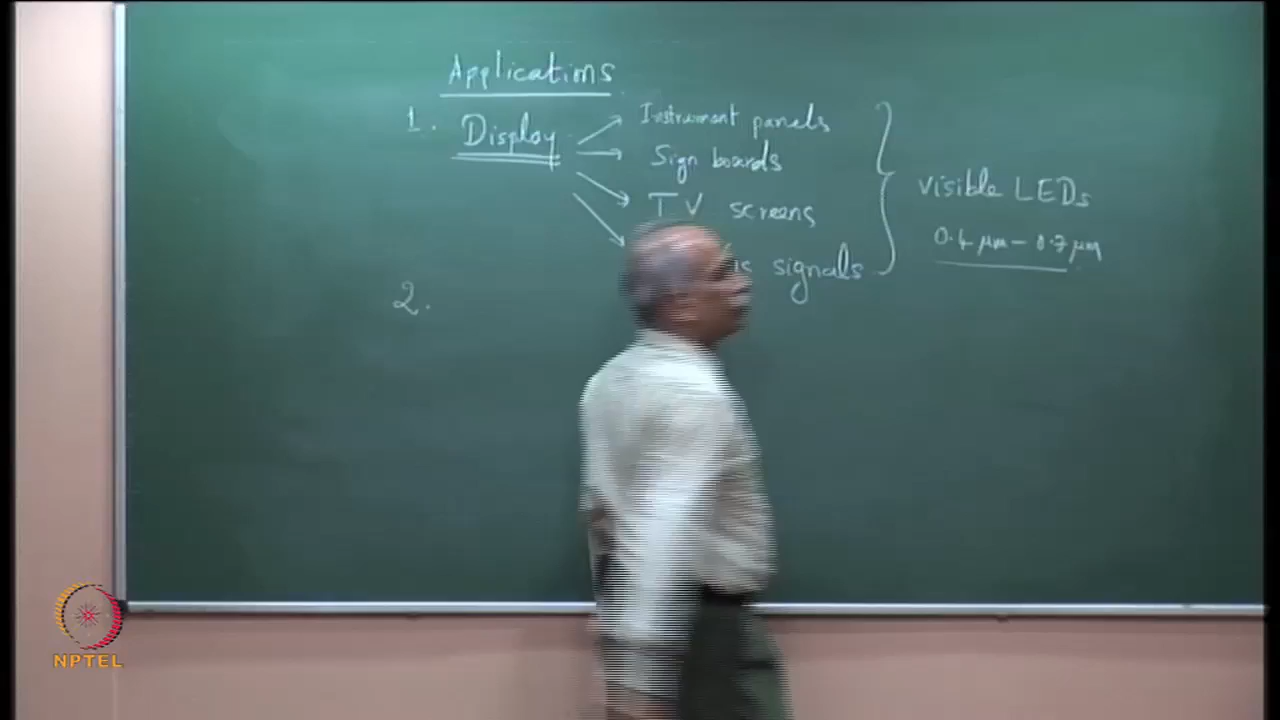 Applications
1. Display
Instrument panels
Sign boards
TV screens
signals
visible LEDs
0.4 μm – 0.7 μm
2.
NPTEL